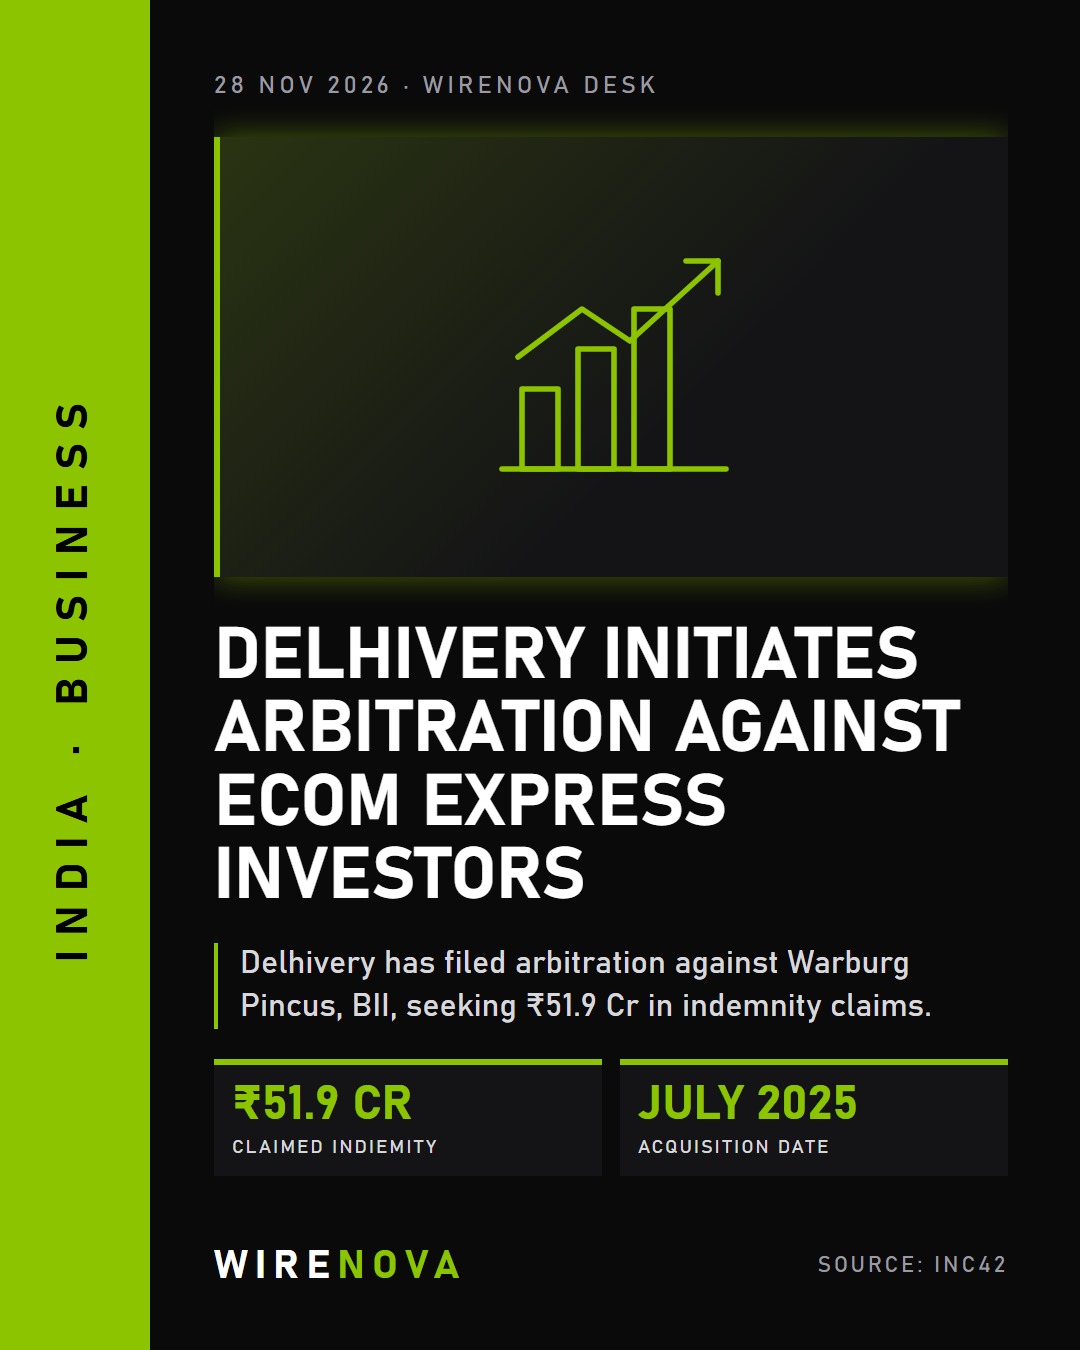 INDIA · BUSINESS
28 NOV 2026 · WIRENOVA DESK
DELHIVERY INITIATES
ARBITRATION AGAINST
ECOM EXPRESS
INVESTORS
Delhivery has filed arbitration against Warburg
Pincus, BII, seeking ₹51.9 Cr in indemnity claims.
₹51.9 CR
CLAIMED INDIEMITY
JULY 2025
ACQUISITION DATE
WIRENOVA
SOURCE: INC42